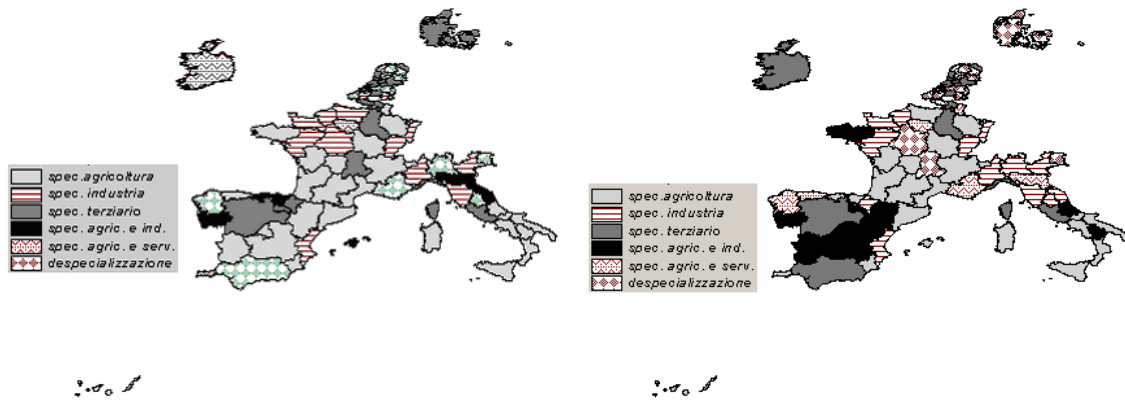 spec.agricoltura
spec.industria
spec.terziario
spec.agric.e ind.
spec.agric.e serv.
despecializzazione
spec.agricoltura
spec.industria
spec.terziario
spec.agric.e ind.
spec.agric.e serv.
despecializzazione